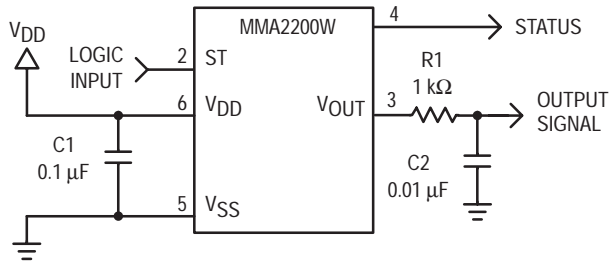 VDD
LOGIC
INPUT
2
ST
MMA2200W
4
STATUS
R1
1 kΩ
6
VDD
VOUT
3
OUTPUT
SIGNAL
C1
0.1 μF
C2
0.01 μF
5
VSS